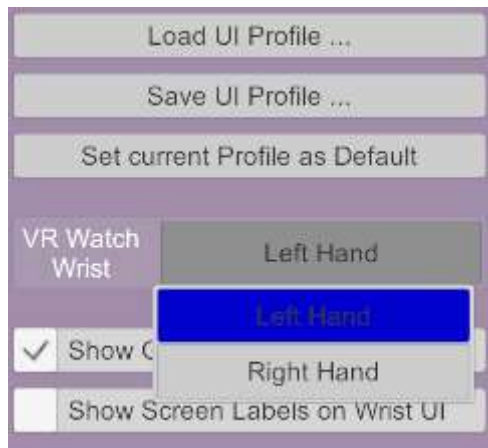 Load UI Profile ...
Save UI Profile ...
Set current Profile as Default
VR Watch
Wrist
Left Hand
Left Hand
Show
Right Hand
Show Screen Labels on Wrist UI